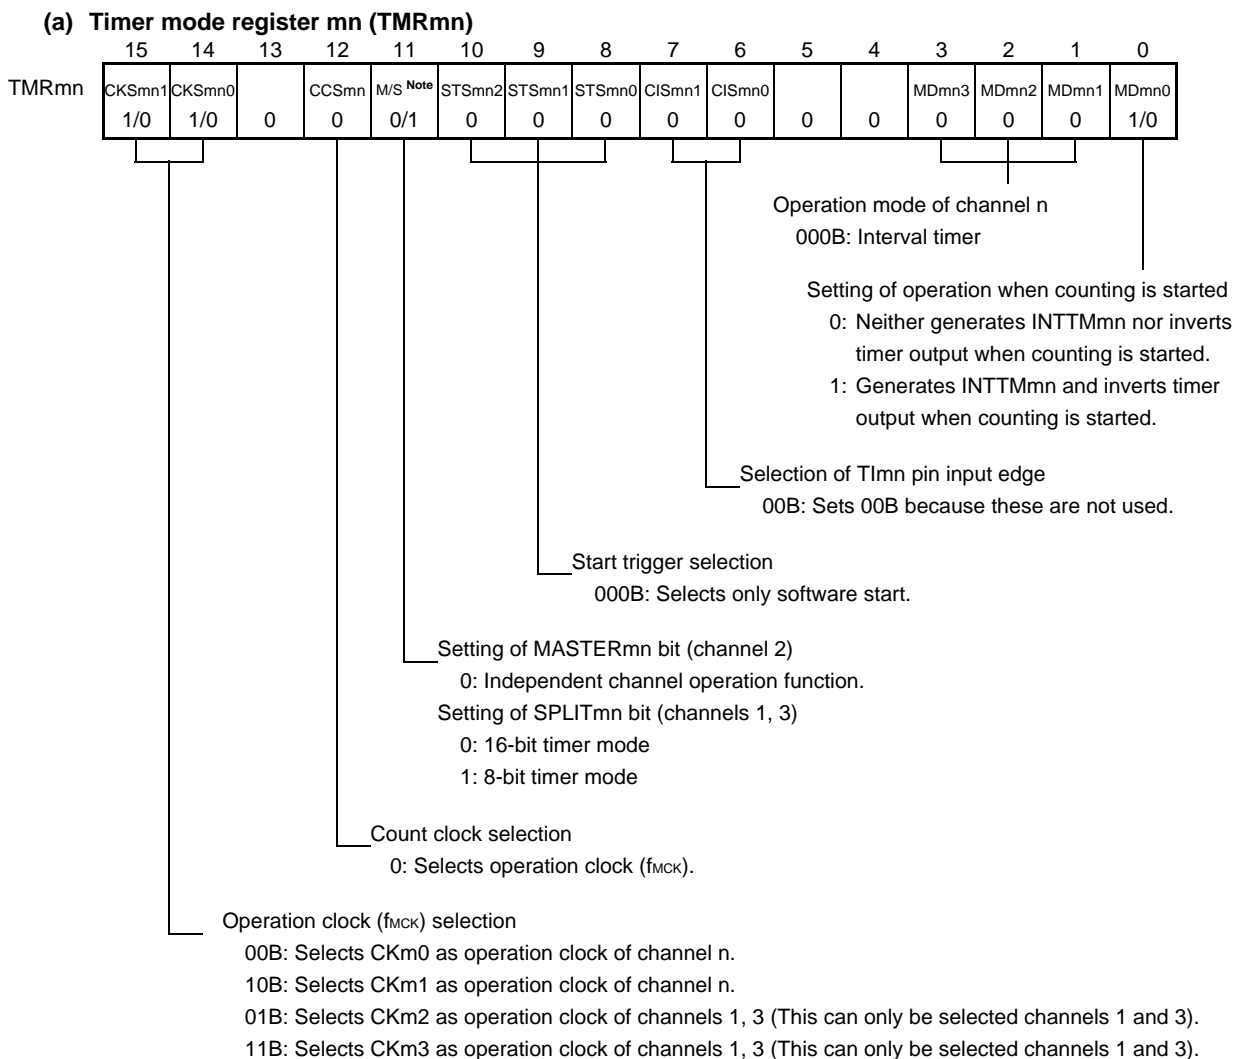 (a) Timer mode register mn (TMRmn)
15 14 13 12 11 10 9 8 7 6 5 4 3 2 1 0
TMRmn CKSmn1 CKSmn0 CCSmn M/S Note STSmn2 STSmn1 STSmn0 CISmn1 CISmn0 MDmn3 MDmn2 MDmn1 MDmn0
1/0 1/0 0 0 0/1 0 0 0 0 0 0 0 0 0 0 1/0
Operation mode of channel n
000B: Interval timer
Setting of operation when counting is started
0: Neither generates INTTMmn nor inverts
timer output when counting is started.
1: Generates INTTMmn and inverts timer
output when counting is started.
Selection of TImn pin input edge
00B: Sets 00B because these are not used.
Start trigger selection
000B: Selects only software start.
Setting of MASTERmn bit (channel 2)
0: Independent channel operation function.
Setting of SPLITmn bit (channels 1, 3)
0: 16-bit timer mode
1: 8-bit timer mode
Count clock selection
0: Selects operation clock (fMCK).
Operation clock (fMCK) selection
00B: Selects CKm0 as operation clock of channel n.
10B: Selects CKm1 as operation clock of channel n.
01B: Selects CKm2 as operation clock of channels 1, 3 (This can only be selected channels 1 and 3).
11B: Selects CKm3 as operation clock of channels 1, 3 (This can only be selected channels 1 and 3).